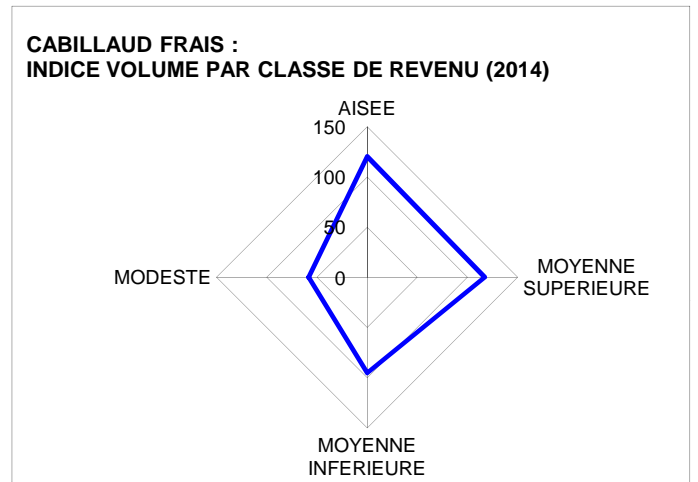 CABILLAUD FRAIS :
INDICE VOLUME PAR CLASSE DE REVENU (2014)
AISEE
150
100
50
0
MODESTE
MOYENNE
SUPERIEURE
MOYENNE
INFERIEURE